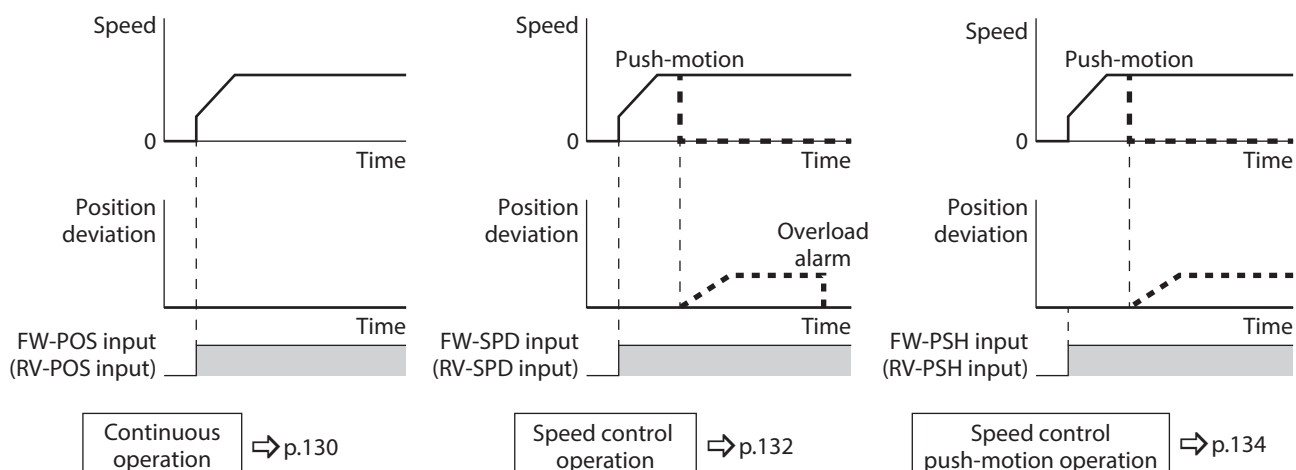 Speed
0
Time
Position
deviation
Time
FW-POS input
(RV-POS input)
Continuous
operation
⇨ p.130
Speed
Push-motion
0
Time
Position
deviation
Overload
alarm
Time
FW-SPD input
(RV-SPD input)
Speed control
operation
⇨ p.132
Speed
Push-motion
0
Time
Position
deviation
Time
FW-PSH input
(RV-PSH input)
Speed control
push-motion operation
⇨ p.134